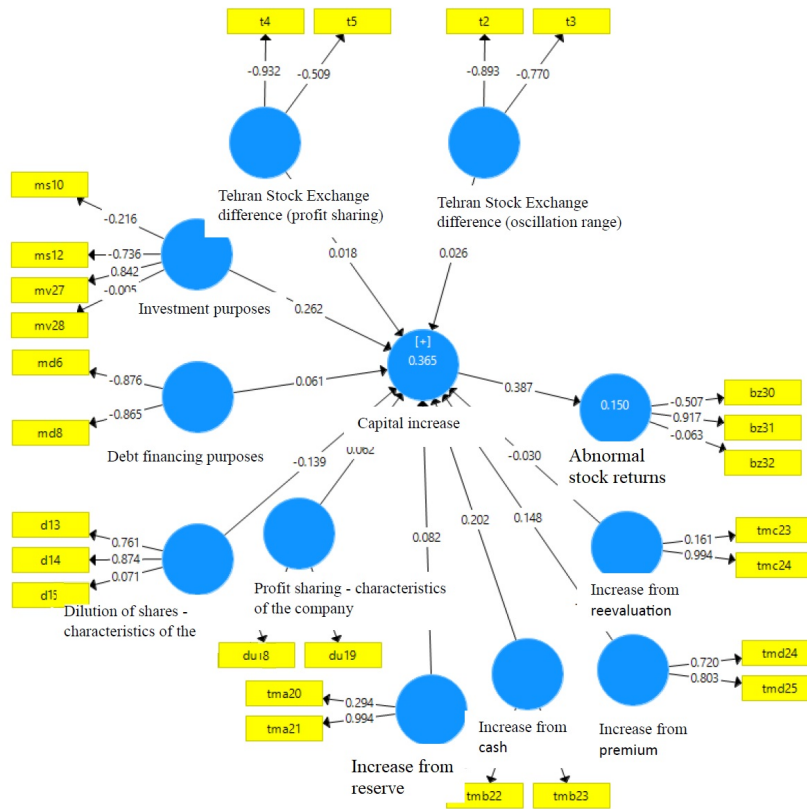 t4
t5
t2
t3
-0.932
-0.509
-0.893
-0.770
ms10
Tehran Stock Exchange
difference (profit sharing)
Tehran Stock Exchange
difference (oscillation range)
-0.216
ms12
-0.736
0.842
mv27
-0.005
mv28
0.018
0.026
Investment purposes
0.262
[+]
0.365
md6
-0.876
-0.865
md8
0.061
0.387
0.150
-0.507
bz30
0.917
bz31
-0.063
bz32
Debt financing purposes
Capital increase
Abnormal
stock returns
-0.139
0.062
-0.030
d13
0.761
d14
0.874
d15
0.071
0.082
0.202
0.148
0.161
tmc23
0.994
tmc24
Dilution of shares -
characteristics of the
Profit sharing - characteristics
of the company
Increase from
reevaluation
du18
du19
tma20
0.294
tma21
0.994
0.720
tmd24
0.803
tmd25
Increase from
reserve
Increase from
cash
Increase from
premium
tmb22
tmb23